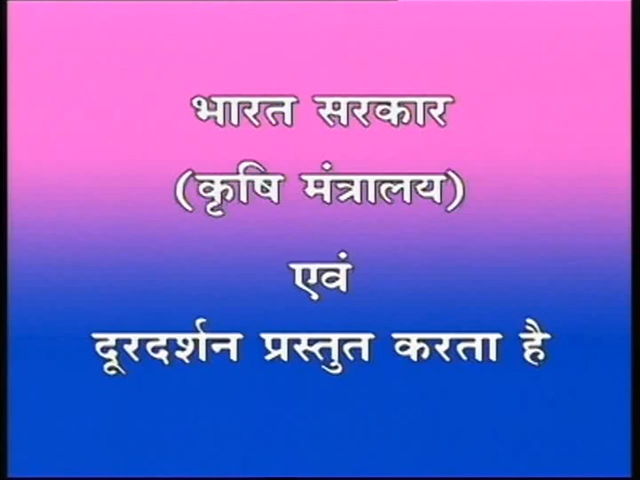 भारत सरकार
(कृषि मंत्रालय)
एवं
दूरदर्शन प्रस्तुत करता है